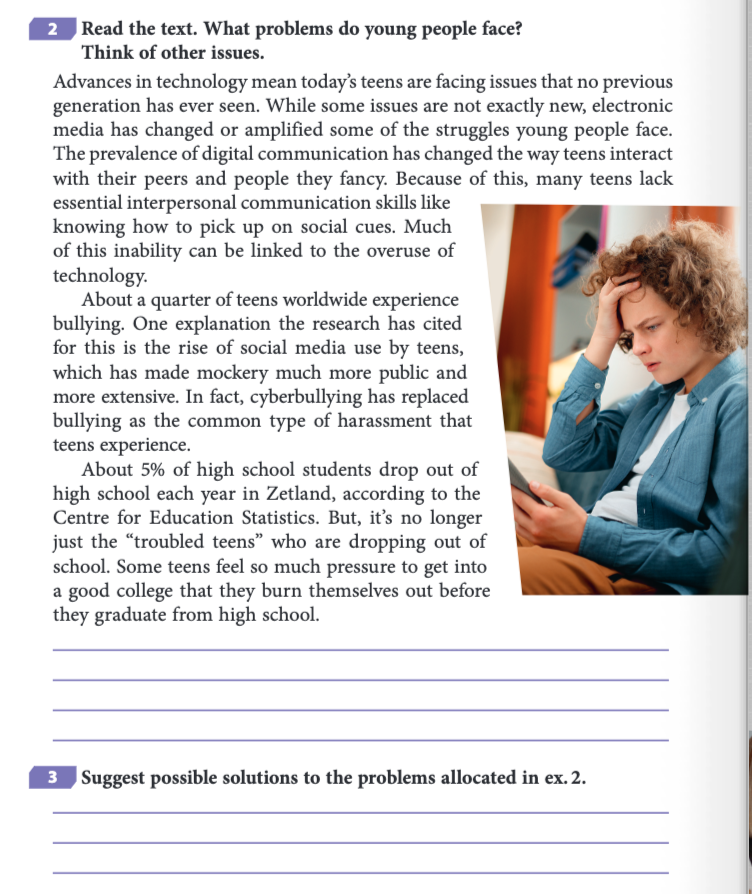 2 Read the text. What problems do young people face?
Think of other issues.
Advances in technology mean today's teens are facing issues that no previous
generation has ever seen. While some issues are not exactly new, electronic
media has changed or amplified some of the struggles young people face.
The prevalence of digital communication has changed the way teens interact
with their peers and people they fancy. Because of this, many teens lack
essential interpersonal communication skills like
knowing how to pick up on social cues. Much
of this inability can be linked to the overuse of
technology.
About a quarter of teens worldwide experience
bullying. One explanation the research has cited
for this is the rise of social media use by teens,
which has made mockery much more public and
more extensive. In fact, cyberbullying has replaced
bullying as the common type of harassment that
teens experience.
About 5% of high school students drop out of
high school each year in Zetland, according to the
Centre for Education Statistics. But, it's no longer
just the “troubled teens” who are dropping out of
school. Some teens feel so much pressure to get into
a good college that they burn themselves out before
they graduate from high school.
3 Suggest possible solutions to the problems allocated in ex. 2.